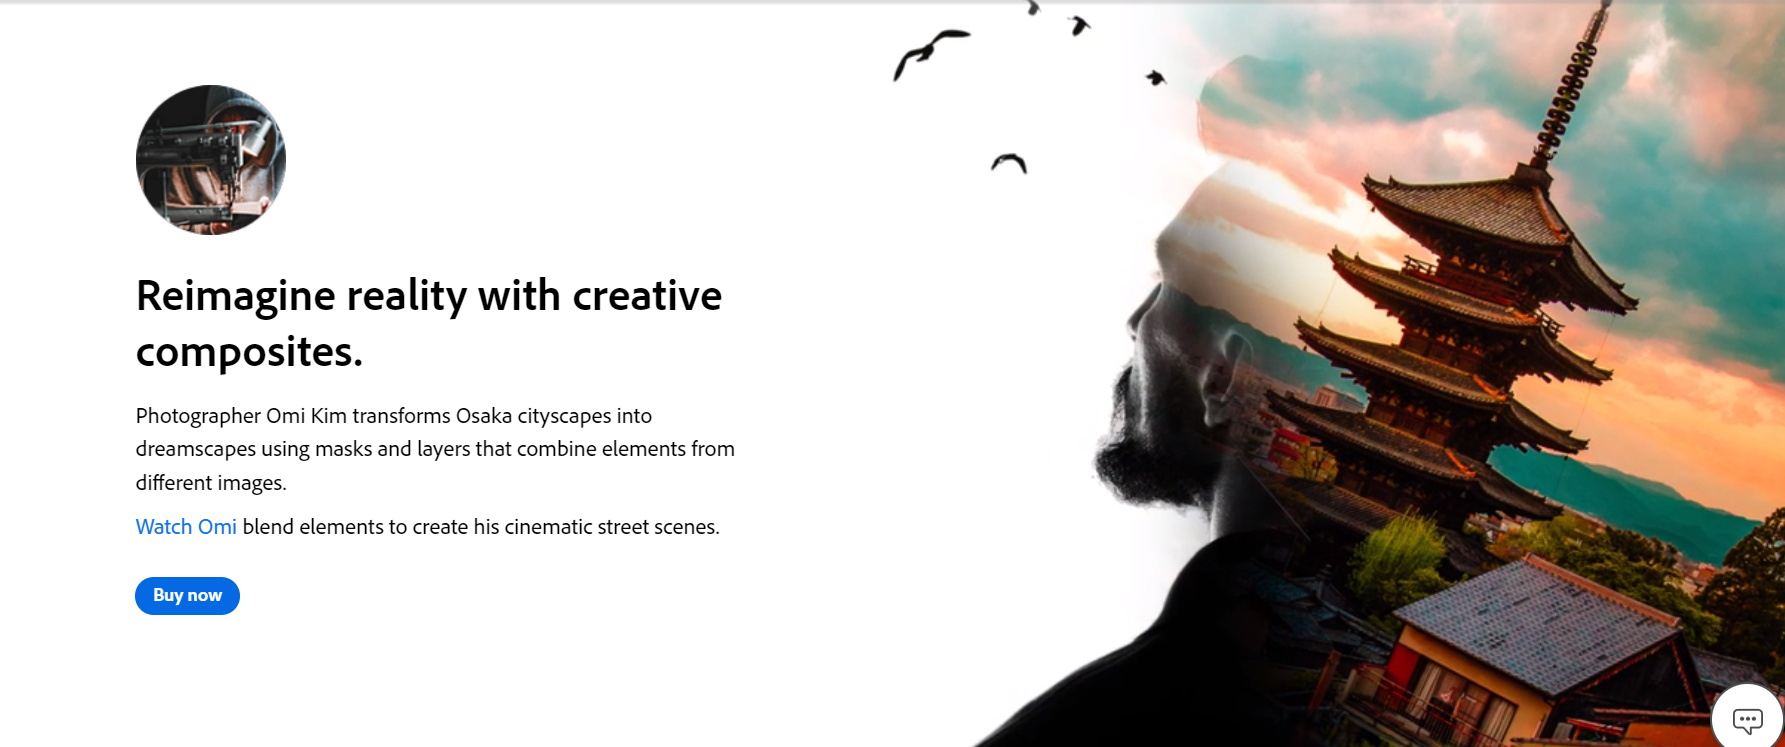 Reimagine reality with creative
composites.
Photographer Omi Kim transforms Osaka cityscapes into
dreamscapes using masks and layers that combine elements from
different images.
Watch Omi blend elements to create his cinematic street scenes.
Buy now